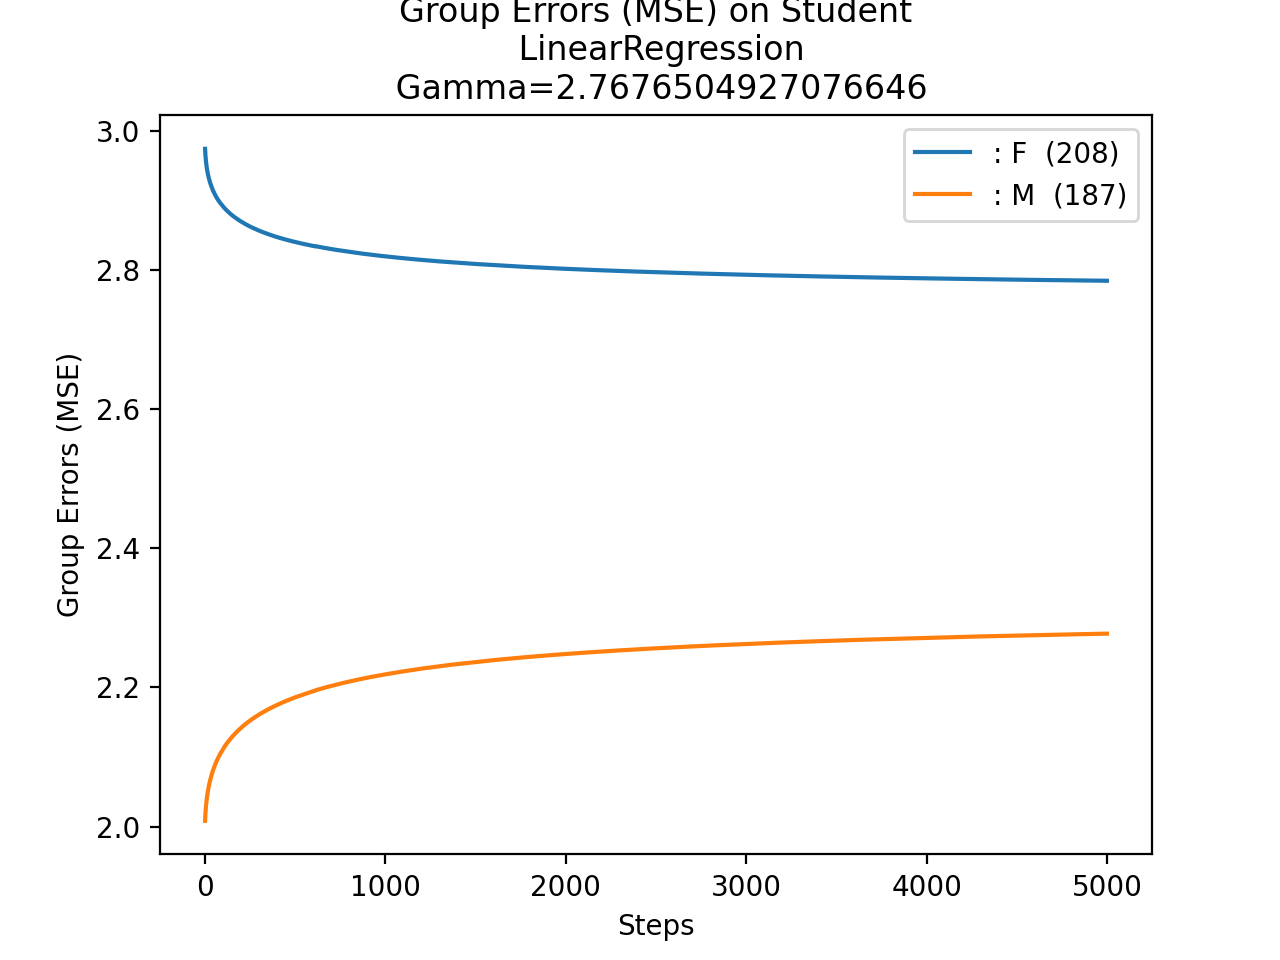 Group Errors (MSE) on Student
LinearRegression
Gamma=2.7676504927076646
: F (208)
: M (187)
3.0
2.8
2.6
2.4
2.2
2.0
Group Errors (MSE)
0 1000 2000 3000 4000 5000
Steps